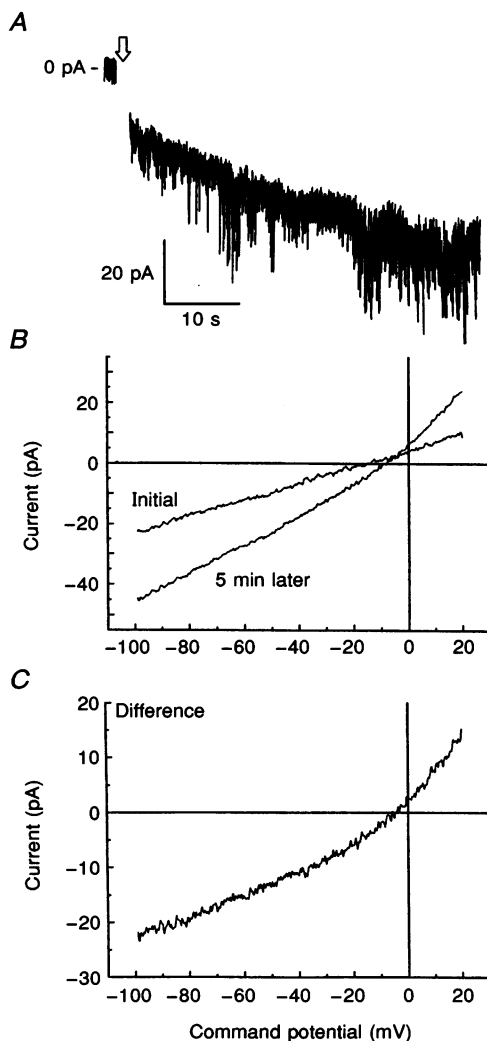 A
0 pA -
20 pA
10 s
B
20
0
-20
-40
Current (pA)
Initial
5 min later
-100 -80 -60 -40 -20 0 20
C
Difference
20
10
0
-10
-20
-30
Current (pA)
-100 -80 -60 -40 -20 0 20
Command potential (mV)